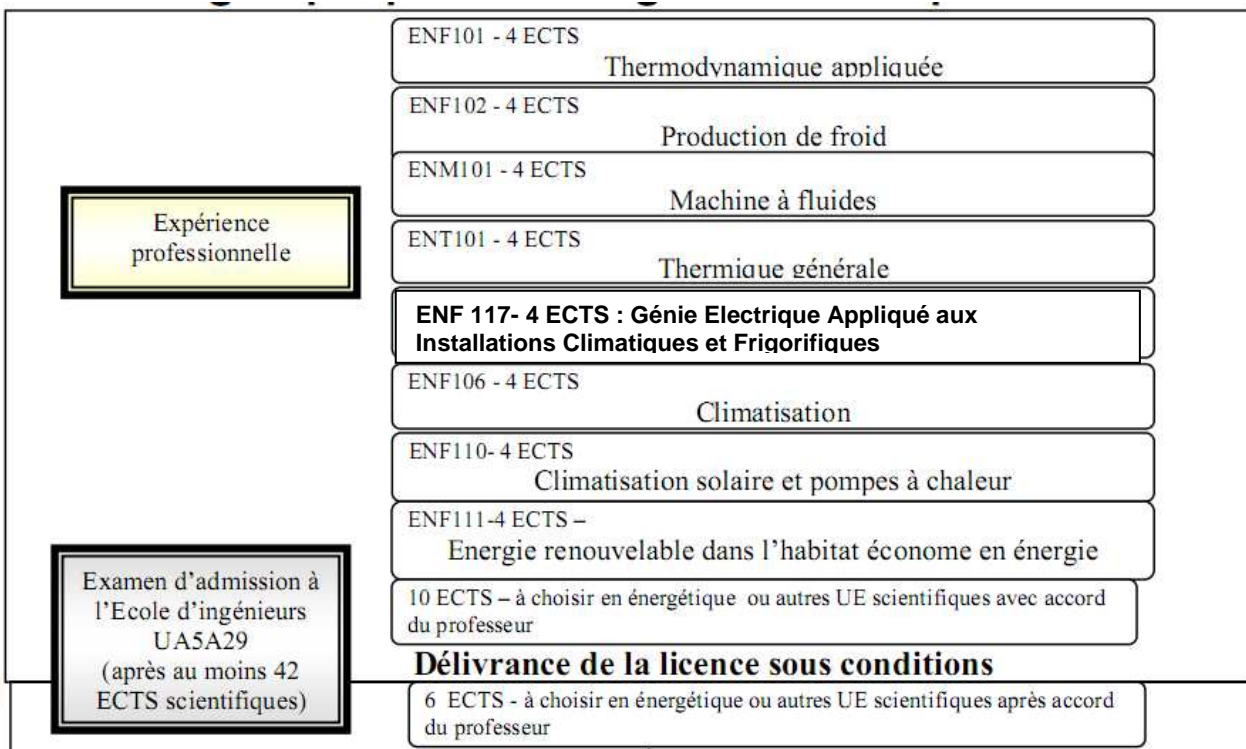 ENF101 - 4 ECTS
Thermodynamique appliquée
ENF102 - 4 ECTS
Production de froid
ENM101 - 4 ECTS
Machine à fluides
Expérience
professionnelle
ENT101 - 4 ECTS
Thermique générale
ENF 117- 4 ECTS : Génie Electrique Appliqué aux
Installations Climatiques et Frigorifiques
ENF106 - 4 ECTS
Climatisation
ENF110- 4 ECTS
Climatisation solaire et pompes à chaleur
ENF111-4 ECTS –
Energie renouvelable dans l'habitat économe en énergie
Examen d'admission à
l'Ecole d'ingénieurs
UA5A29
(après au moins 42
ECTS scientifiques)
10 ECTS – à choisir en énergétique ou autres UE scientifiques avec accord
du professeur
Délivrance de la licence sous conditions
6 ECTS - à choisir en énergétique ou autres UE scientifiques après accord
du professeur